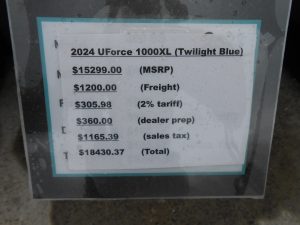 2024 UForce 1000XL (Twilight Blue)
$15299.00 (MSRP)
$1200.00 (Freight)
$305.98 (2% tariff)
$360.00 (dealer prep)
$1165.39 (sales tax)
$18430.37 (Total)